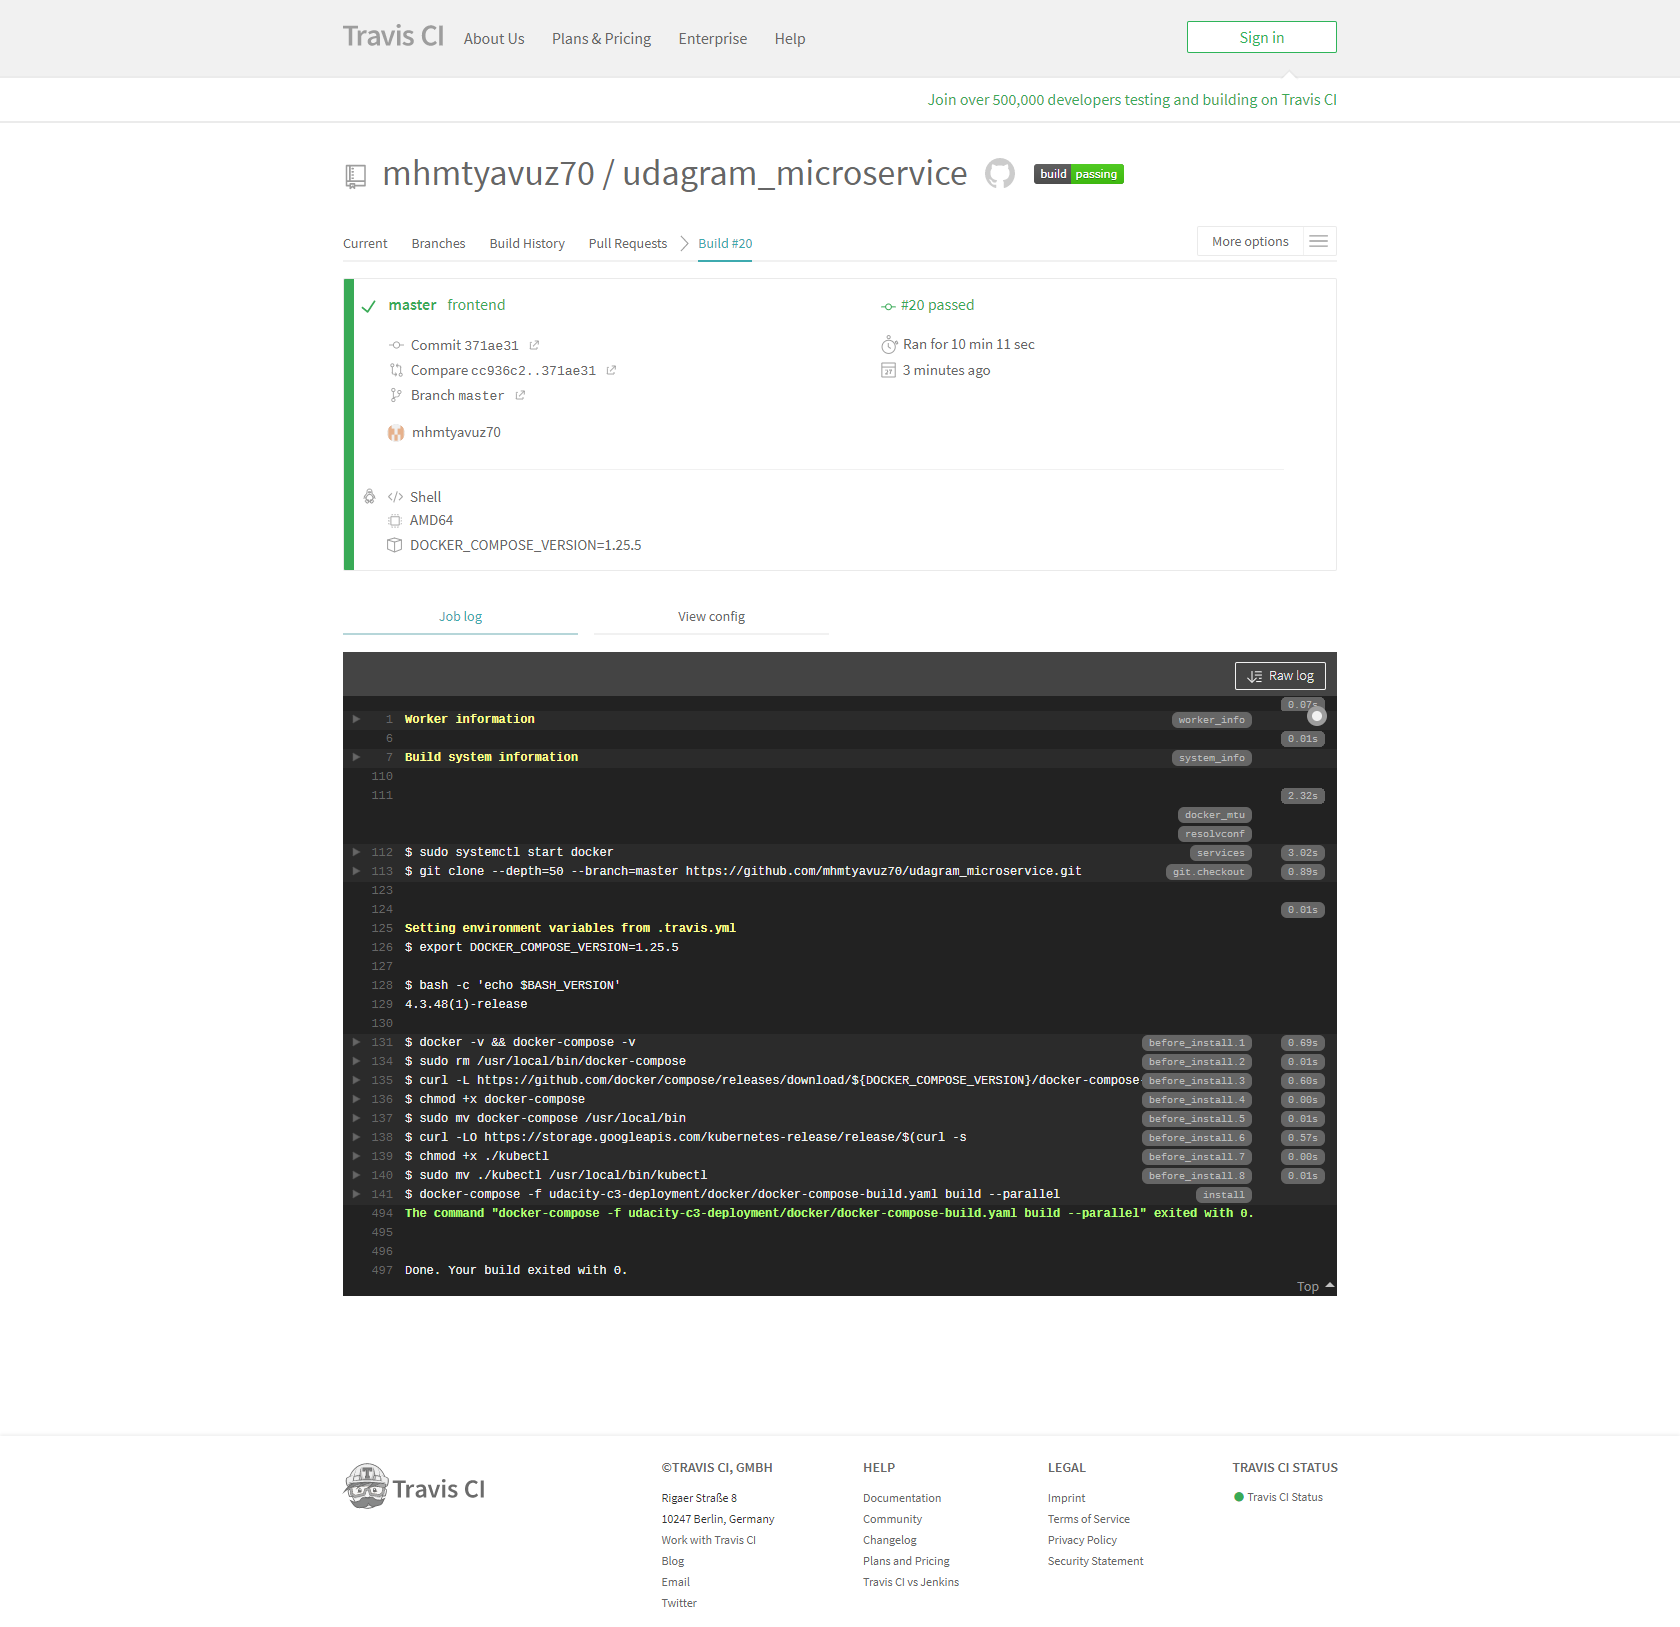 Travis CI About Us Plans & Pricing Enterprise Help Sign in
Join over 500,000 developers testing and building on Travis CI
mhmtyavuz70 / udagram_microservice build passing
Current Branches Build History Pull Requests Build #20 More options
master frontend #20 passed
Commit 371ae31 Ran for 10 min 11 sec
Compare cc936c2..371ae31 3 minutes ago
Branch master
mhmtyavuz70
Shell
AMD64
DOCKER_COMPOSE_VERSION=1.25.5
Job log View config
Raw log
0.07s
1 Worker information worker_info
6 0.01s
7 Build system information system_info
110
111 2.32s
docker_mtu
resolvconf
112 $ sudo systemctl start docker services 3.02s
113 $ git clone --depth=50 --branch=master https://github.com/mhmtyavuz70/udagram_microservice.git git.checkout 0.89s
123
124 0.01s
125 Setting environment variables from .travis.yml
126 $ export DOCKER_COMPOSE_VERSION=1.25.5
127
128 $ bash -c 'echo $BASH_VERSION'
129 4.3.48(1)-release
130
131 $ docker -v && docker-compose -v before_install.1 0.69s
134 $ sudo rm /usr/local/bin/docker-compose before_install.2 0.01s
135 $ curl -L https://github.com/docker/compose/releases/download/${DOCKER_COMPOSE_VERSION}/docker-compose- before_install.3 0.60s
136 $ chmod +x docker-compose before_install.4 0.00s
137 $ sudo mv docker-compose /usr/local/bin before_install.5 0.01s
138 $ curl -LO https://storage.googleapis.com/kubernetes-release/release/$(curl -s before_install.6 0.57s
139 $ chmod +x ./kubectl before_install.7 0.00s
140 $ sudo mv ./kubectl /usr/local/bin/kubectl before_install.8 0.01s
141 $ docker-compose -f udacity-c3-deployment/docker/docker-compose-build.yaml build --parallel install
494 The command "docker-compose -f udacity-c3-deployment/docker/docker-compose-build.yaml build --parallel" exited with 0.
495
496
497 Done. Your build exited with 0.
Top
Travis CI
©TRAVIS CI, GMBH
Rigaer Straße 8
10247 Berlin, Germany
Work with Travis CI
Blog
Email
Twitter
HELP
Documentation
Community
Changelog
Plans and Pricing
Travis CI vs Jenkins
LEGAL
Imprint
Terms of Service
Privacy Policy
Security Statement
TRAVIS CI STATUS
Travis CI Status